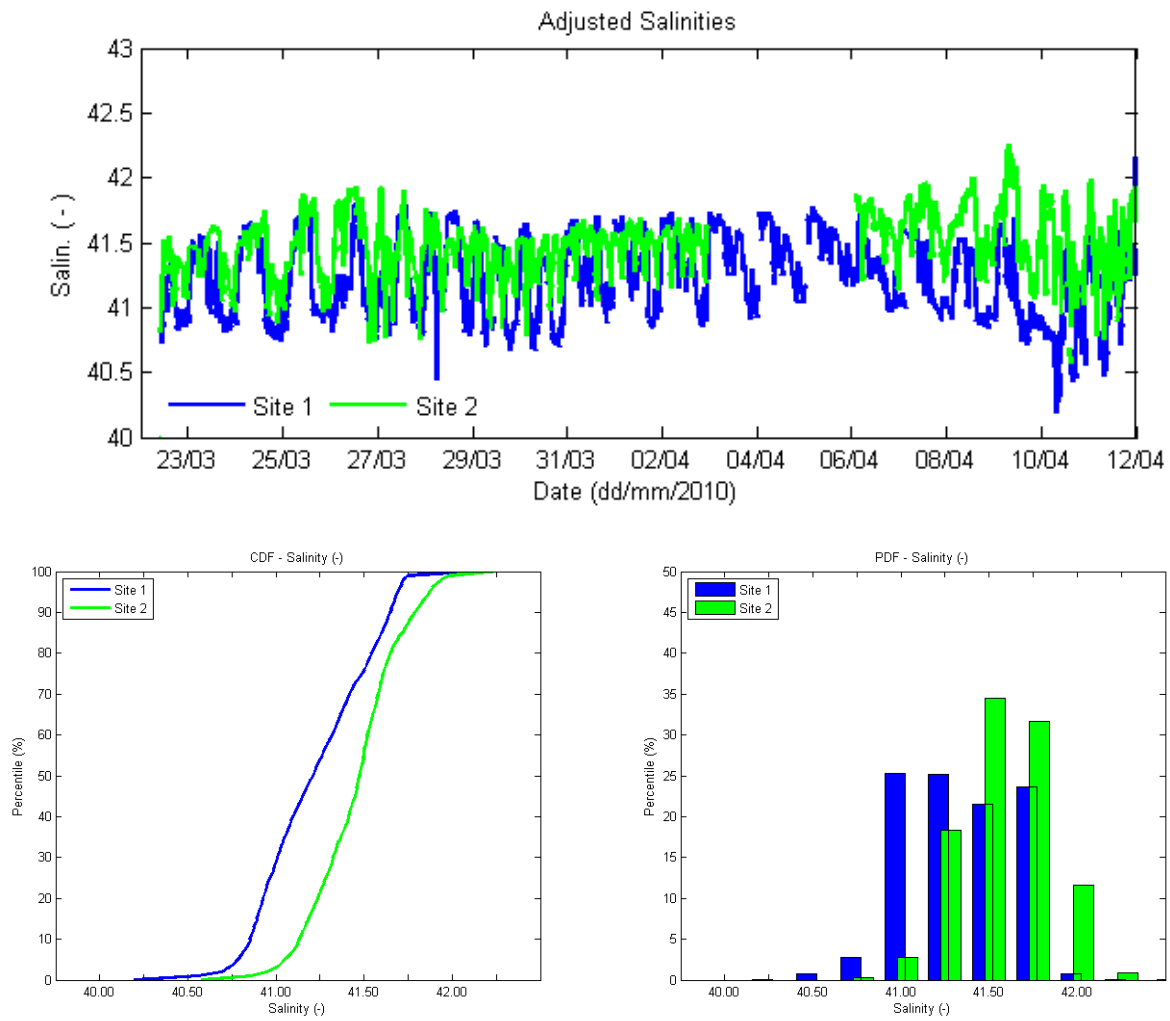 Adjusted Salinities
43
42.5
42
41.5
41
40.5
40
Salin. ( - )
Site 1 Site 2
23/03 25/03 27/03 29/03 31/03 02/04 04/04 06/04 08/04 10/04 12/04
Date (dd/mm/2010)
CDF - Salinity (-)
100
90
80
70
60
50
40
30
20
10
0
Percentile (%)
Site 1
Site 2
40.00 40.50 41.00 41.50 42.00
Salinity (-)
PDF - Salinity (-)
50
45
40
35
30
25
20
15
10
5
0
Percentile (%)
Site 1
Site 2
40.00 40.50 41.00 41.50 42.00
Salinity (-)